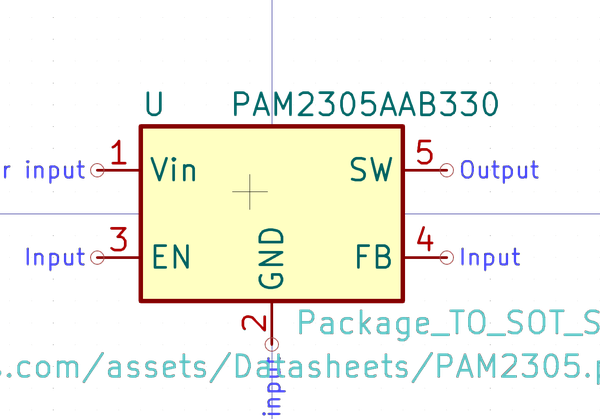 U PAM2305AAB330
r input 1 Vin SW 5 Output
Input 3 EN FB 4 Input
GND
2
Package_TO_SOT_S
.com/assets/Datasheets/PAM2305.p
input